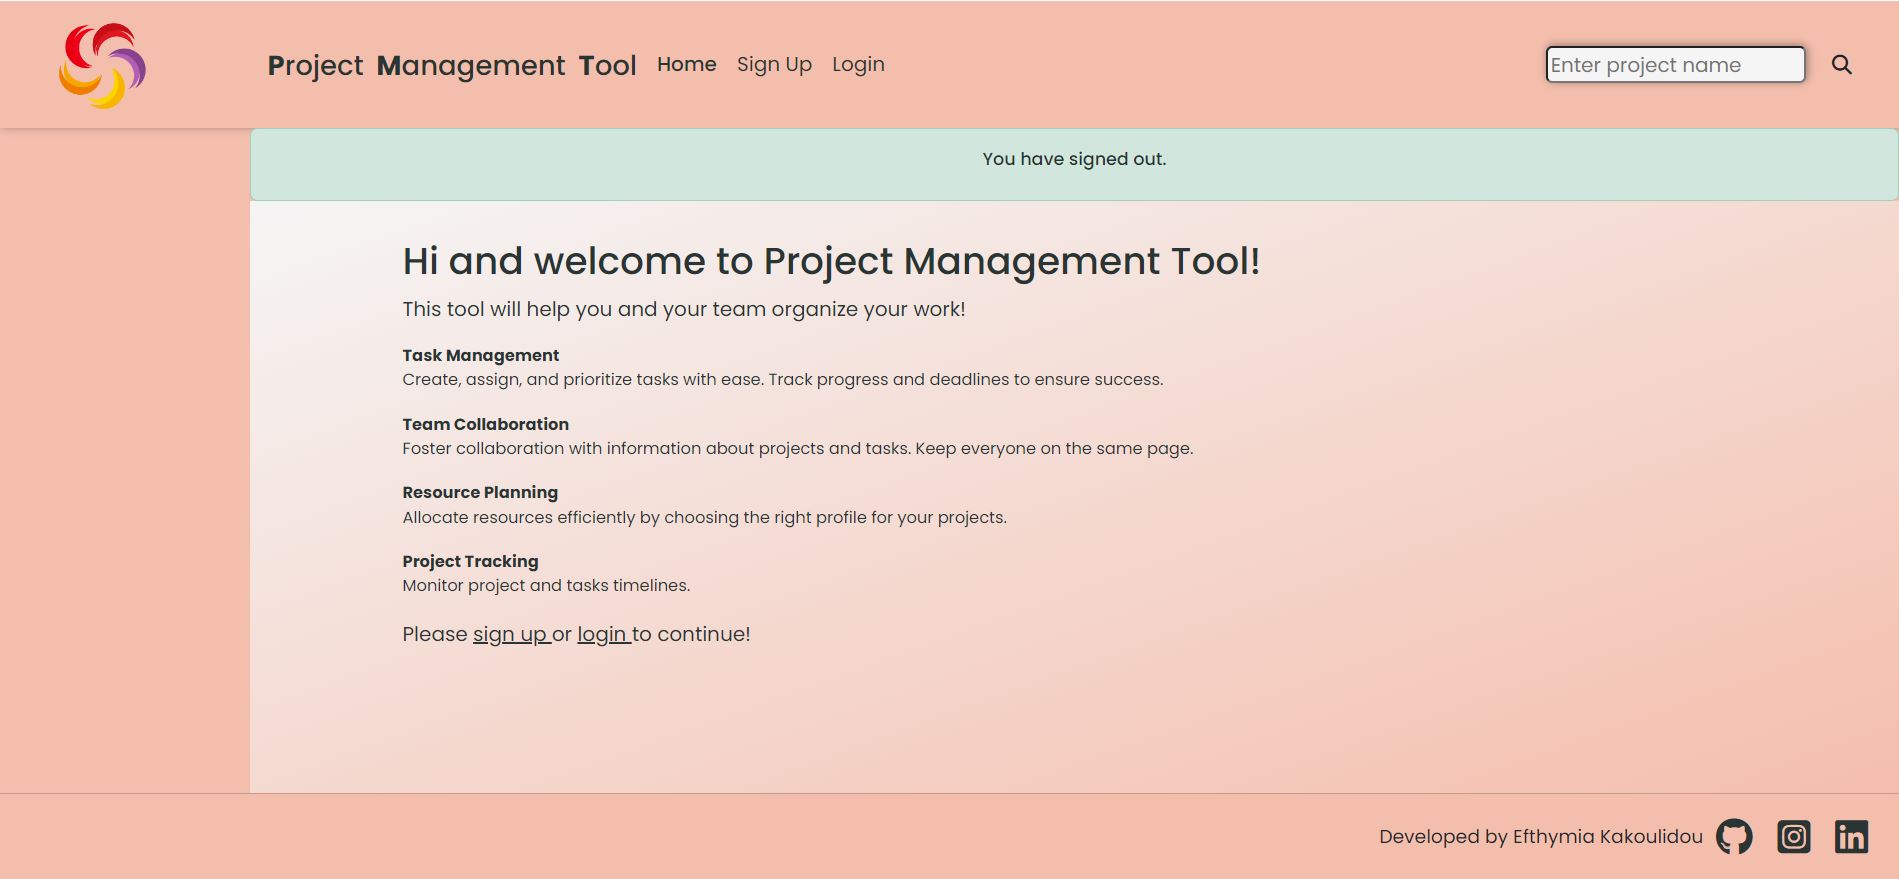 Project Management Tool Home Sign Up Login Enter project name
You have signed out.
Hi and welcome to Project Management Tool!
This tool will help you and your team organize your work!
Task Management
Create, assign, and prioritize tasks with ease. Track progress and deadlines to ensure success.
Team Collaboration
Foster collaboration with information about projects and tasks. Keep everyone on the same page.
Resource Planning
Allocate resources efficiently by choosing the right profile for your projects.
Project Tracking
Monitor project and tasks timelines.
Please sign up or login to continue!
Developed by Efthymia Kakoulidou